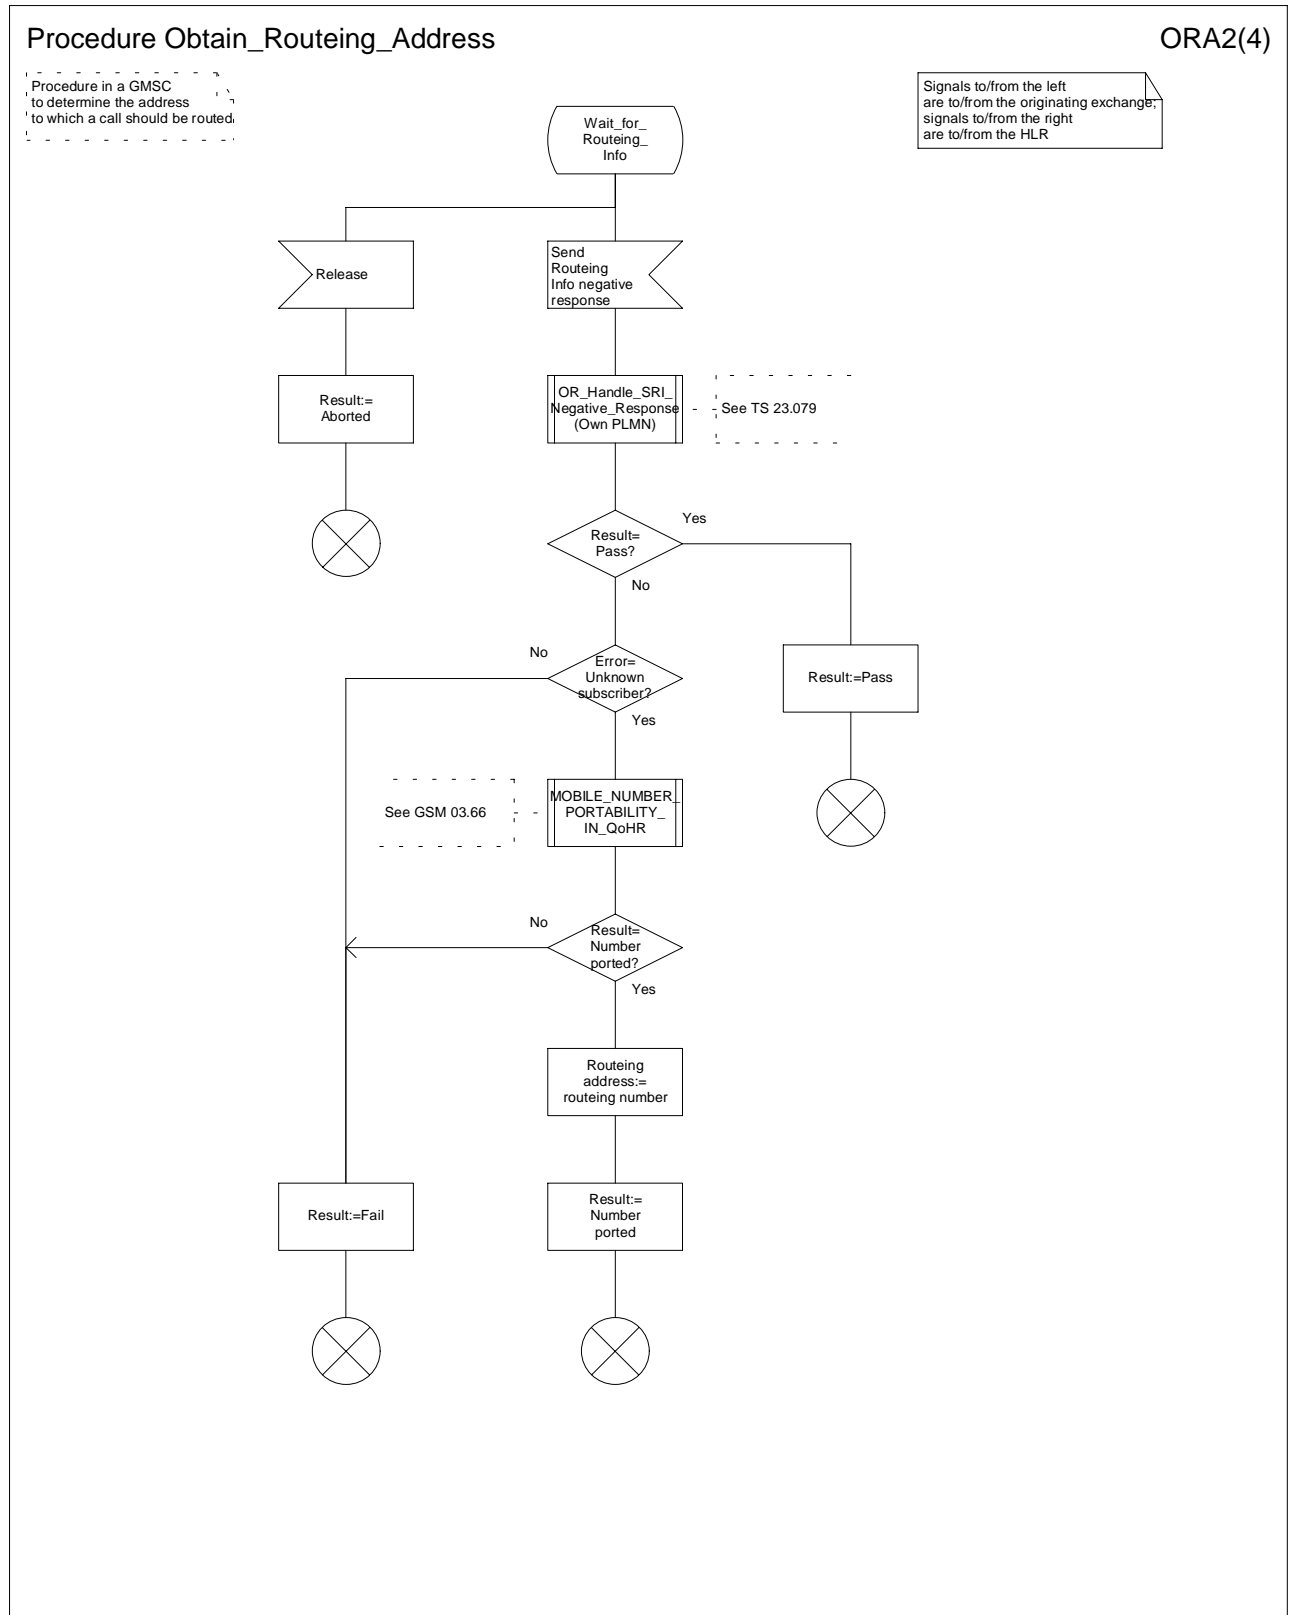 Procedure Obtain_Routeing_Address
ORA2(4)
Procedure in a GMSC
to determine the address
to which a call should be routed
Signals to/from the left
are to/from the originating exchange;
signals to/from the right
are to/from the HLR
Wait_for_
Routeing_
Info
Release
Send
Routeing
Info negative
response
Result:=
Aborted
OR_Handle_SRI_
Negative_Response
(Own PLMN)
See TS 23.079
Result=
Pass?
Yes
No
Error=
Unknown
subscriber?
No
Yes
Result:=Pass
See GSM 03.66
MOBILE_NUMBER_
PORTABILITY_
IN_QoHR
Result=
Number
ported?
No
Yes
Routeing
address:=
routeing number
Result:=Fail
Result:=
Number
ported